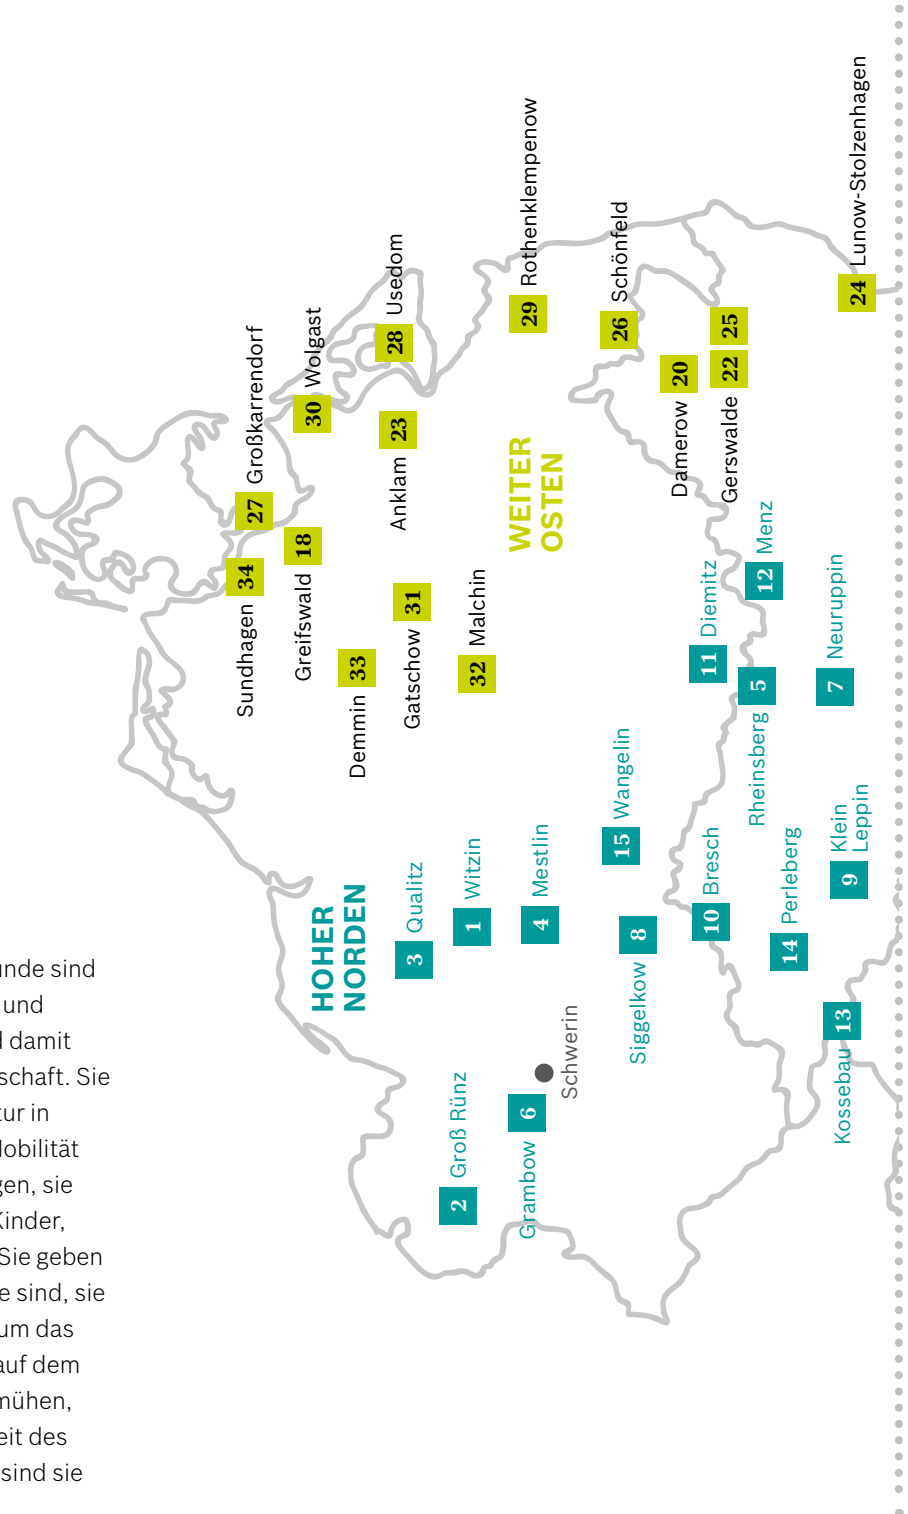 unde sind
und
d damit
schaft. Sie
tur in
Mobilität
gen, sie
Kinder,
Sie geben
e sind, sie
um das
auf dem
mühen,
eit des
sind sie
HOHER
NORDEN
2 Groß Rünz
Grambow 6
Schwerin
3 Qualitz
1 Witzin
4 Mestlin
Siggelkow 8
15 Wangelin
10 Bresch
14 Perleberg
Kossebau 13
9 Klein
Leppin
Rheinsberg 5
7 Neuruppin
11 Diemitz
12 Menz
WEITER
OSTEN
Sundhagen 34
27 Großkarrendorf
Greifswald 18
30 Wolgast
Demmin 33
Gatschow 31
32 Malchin
Anklam 23
28 Usedom
29 Rothenklempenow
26 Schönfeld
Damerow 20
Gerswalde 22 25
24 Lunow-Stolzenhagen